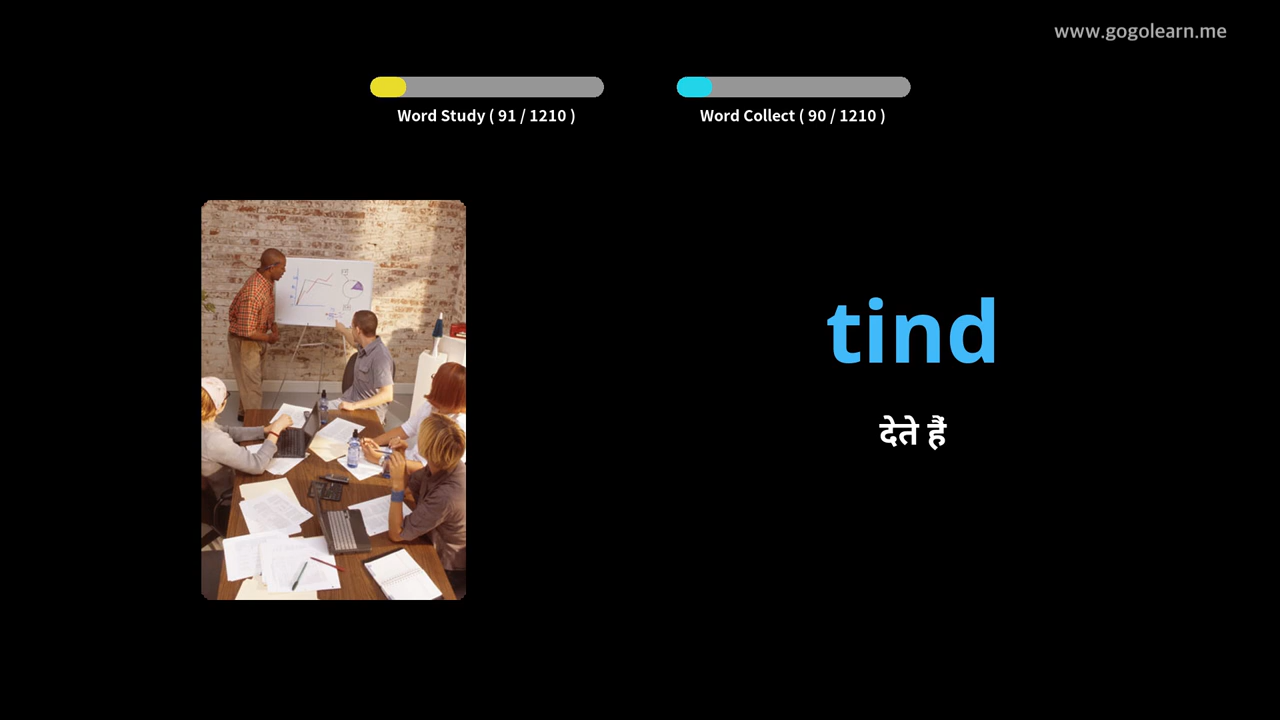 www.gogolearn.me
Word Study ( 91 / 1210 )
Word Collect ( 90 / 1210 )
tind
देते हैं